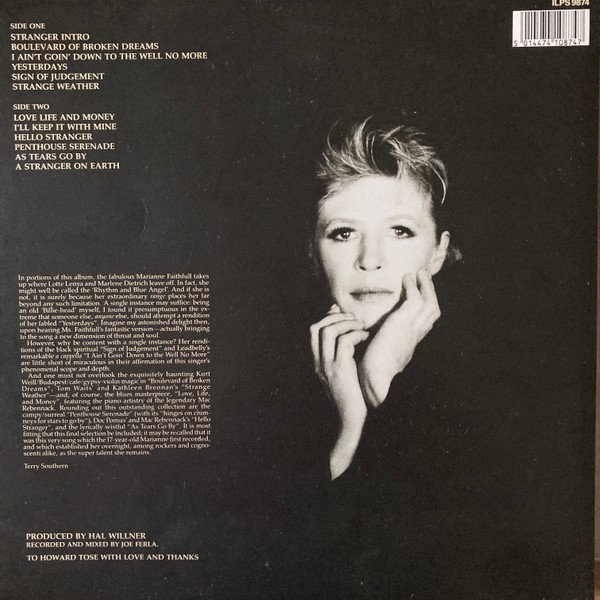 ILPS 9874
5 014474 108747
SIDE ONE
STRANGER INTRO
BOULEVARD OF BROKEN DREAMS
I AIN'T GOIN' DOWN TO THE WELL NO MORE
YESTERDAYS
SIGN OF JUDGEMENT
STRANGE WEATHER
SIDE TWO
LOVE LIFE AND MONEY
I'LL KEEP IT WITH MINE
HELLO STRANGER
PENTHOUSE SERENADE
AS TEARS GO BY
A STRANGER ON EARTH
In portions of this album, the fabulous Marianne Faithfull takes
up where Lotte Lenya and Marlene Dietrich leave off. In fact, she
might well be called the 'Rhythm and Blue Angel'. And if she is
not, it is surely because her extraordinary range places her far
beyond any such limitation. A single instance may suffice: being
an old 'Billie-head' myself, I found it presumptuous in the ex-
treme that someone else, anyone else, should attempt a rendition
of her fabled "Yesterdays". Imagine my astonished delight then,
upon hearing Ms. Faithfull's fantastic version—actually bringing
to the song a new dimension of throat and soul.
However, why be content with a single instance? Her rendi-
tions of the black spiritual "Sign of Judgement" and Leadbelly's
remarkable a cappella "I Ain't Goin' Down to the Well No More"
are little short of miraculous in their affirmation of this singer's
phenomenal scope and depth.
And one must not overlook the exquisitely haunting Kurt
Weill/Budapest/cafe/gypsy-violin magic in "Boulevard of Broken
Dreams", Tom Waits' and Kathleen Brennan's "Strange
Weather"—and, of course, the blues masterpiece, "Love, Life,
and Money", featuring the piano artistry of the legendary Mac
Rebennack. Rounding out this outstanding collection are the
campy/surreal "Penthouse Serenade" (with its "hinges on chim-
neys for stars to go by"), Doc Pomus' and Mac Rebennack's "Hello
Stranger", and the lyrically wistful "As Tears Go By". It is most
fitting that this final selection be included, it may be recalled that it
was this very song which the 17-year-old Marianne first recorded,
and which established her overnight, among rockers and cogno-
scenti alike, as the super talent she remains.
Terry Southern
PRODUCED BY HAL WILLNER
RECORDED AND MIXED BY JOE FERLA.
TO HOWARD TOSE WITH LOVE AND THANKS